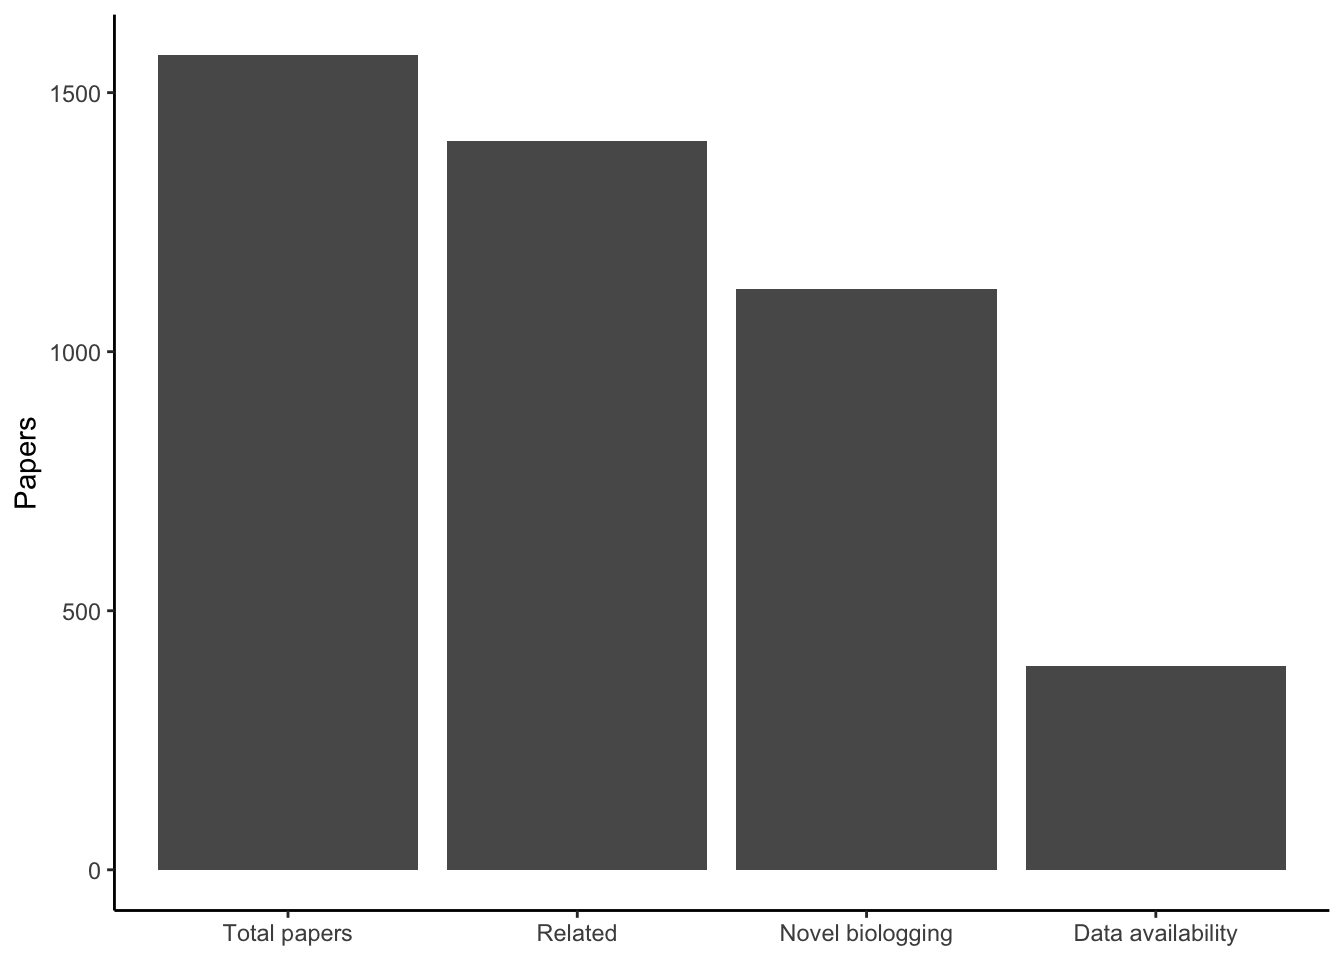 Papers
1500
1000
500
0
Total papers
Related
Novel biologging
Data availability